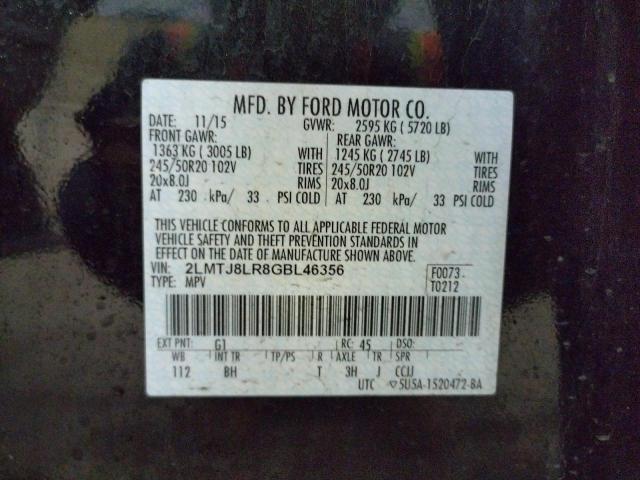 MFD. BY FORD MOTOR CO.
DATE: 11/15 GVWR: 2595 KG ( 5720 LB)
FRONT GAWR: REAR GAWR:
1363 KG ( 3005 LB) WITH 1245 KG ( 2745 LB) WITH
245/50R20 102V TIRES 245/50R20 102V TIRES
20x8.0J RIMS 20x8.0J RIMS
AT 230 kPa/ 33 PSI COLD AT 230 kPa/ 33 PSI COLD
THIS VEHICLE CONFORMS TO ALL APPLICABLE FEDERAL MOTOR
VEHICLE SAFETY AND THEFT PREVENTION STANDARDS IN
EFFECT ON THE DATE OF MANUFACTURE SHOWN ABOVE.
VIN: 2LMTJ8LR8GBL46356 F0073
TYPE: MPV T0212
EXT PNT: G1 RC: 45 DSO:
WB INT TR TP/PS R AXLE TR SPR
112 BH T 3H J CCJJ
UTC ▽5U5A-1520472-BA